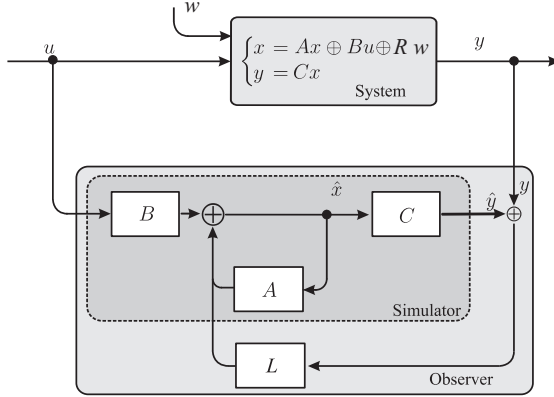 w
u
x = Ax ⊕ Bu ⊕ R w
y = Cx
System
y
x̂
y
ŷ
B
⊕
C
⊕
A
Simulator
L
Observer